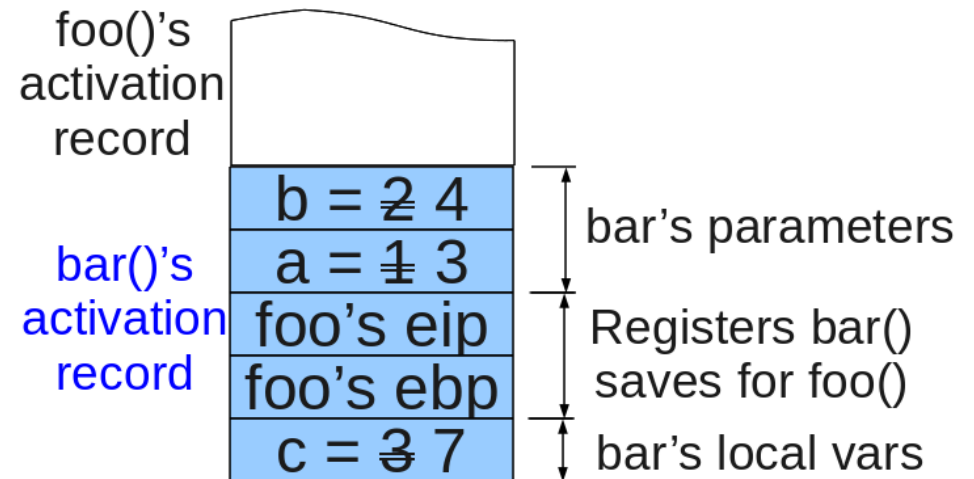 foo()’s
activation
record
b = 2 4
a = 1 3
bar’s parameters
bar()’s
activation
record
foo’s eip
foo’s ebp
Registers bar()
saves for foo()
c = 3 7
bar’s local vars